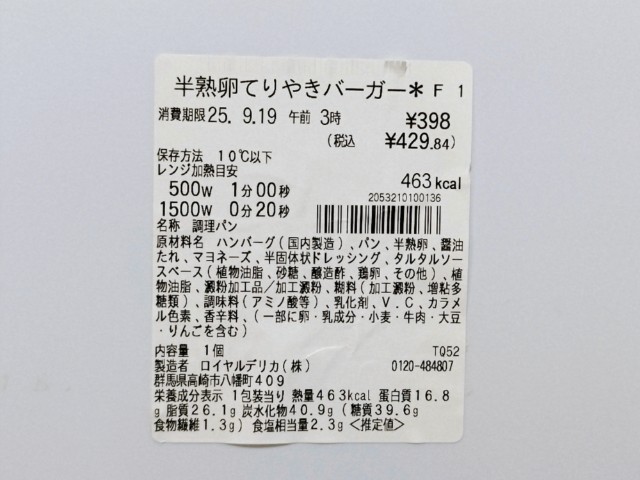 半熟卵てりやきバーガー＊ F 1
消費期限25. 9.19 午前 3時 ¥398
(税込 ¥429.84)
保存方法 10℃以下
レンジ加熱目安 463kcal
500W 1分00秒 2053210100136
1500W 0分20秒
名称 調理パン
原材料名 ハンバーグ(国内製造)、パン、半熟卵、醤油
たれ、マヨネーズ、半固体状ドレッシング、タルタルソー
スベース(植物油脂、砂糖、醸造酢、鶏卵、その他)、植
物油脂、澱粉加工品/加工澱粉、糊料(加工澱粉、増粘多
糖類)、調味料(アミノ酸等)、乳化剤、V.C、カラメ
ル色素、香辛料、(一部に卵・乳成分・小麦・牛肉・大豆
・りんごを含む)
内容量 1個 TQ52
製造者 ロイヤルデリカ(株) 0120-484807
群馬県高崎市八幡町409
栄養成分表示 1包装当り 熱量463kcal 蛋白質16.8
g 脂質26.1g 炭水化物40.9g(糖質39.6g
食物繊維1.3g) 食塩相当量2.3g <推定値>